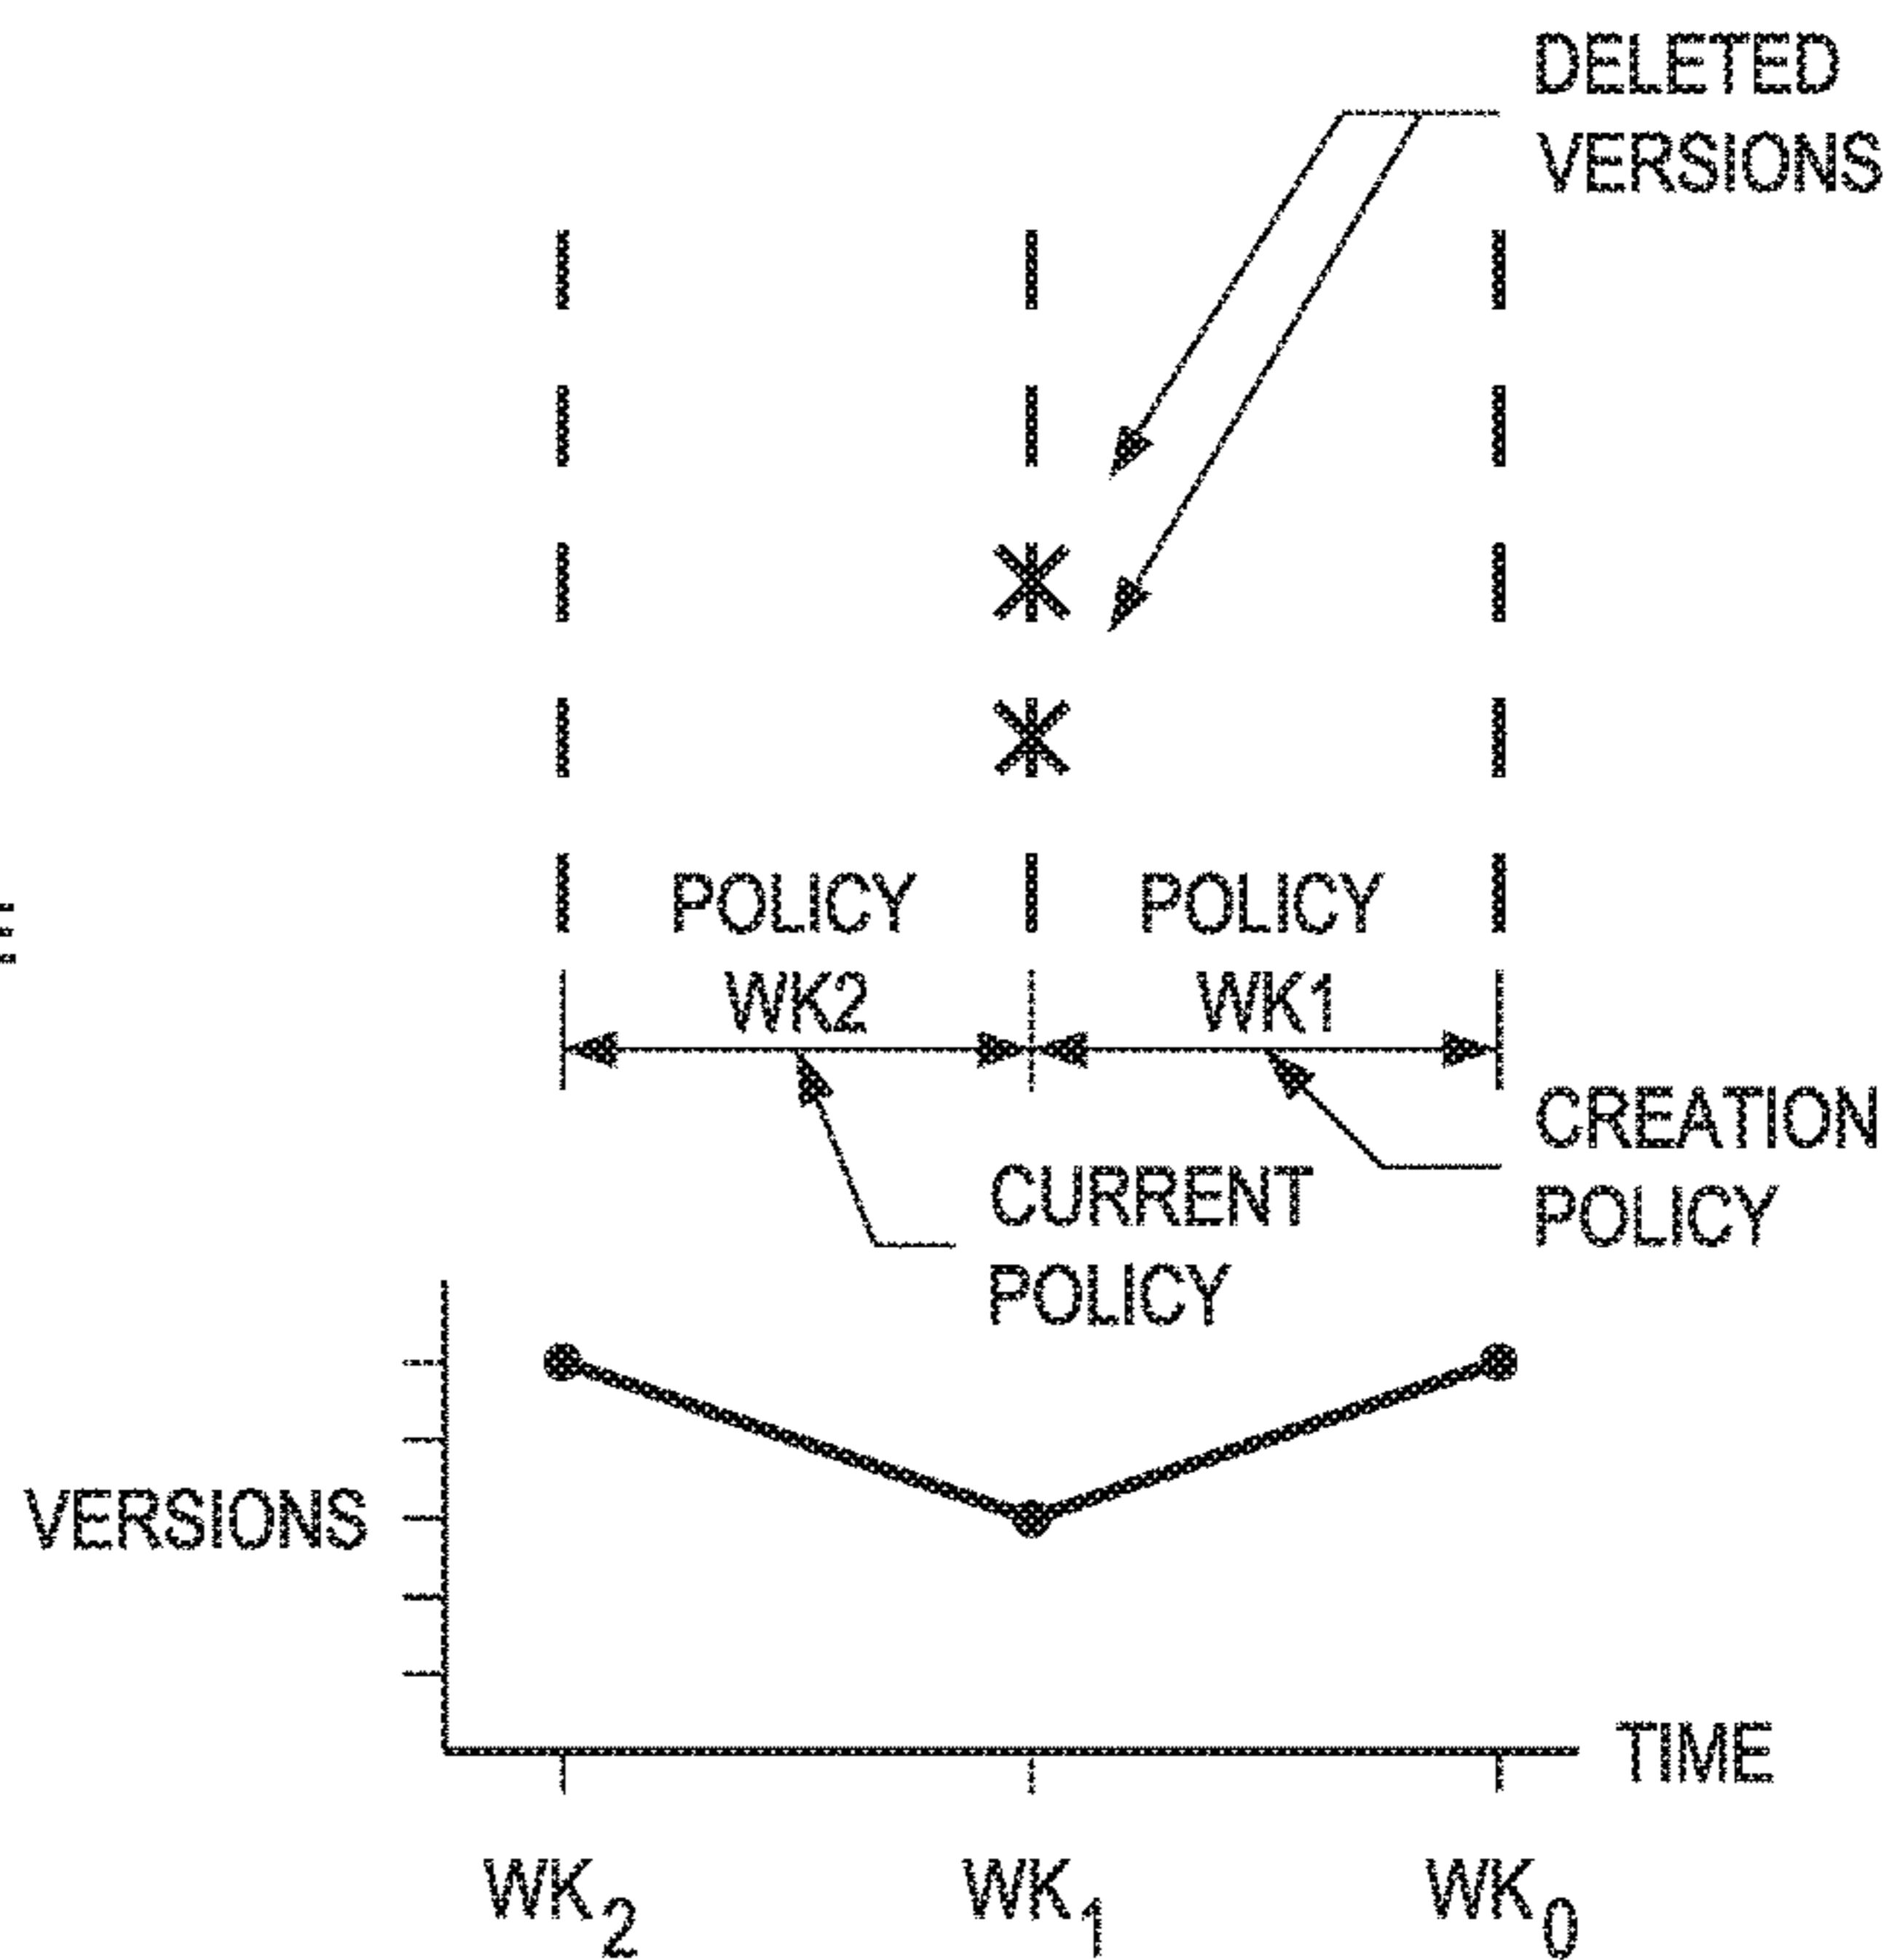 DELETED
VERSIONS
POLICY
WK2
POLICY
WK1
CREATION
POLICY
CURRENT
POLICY
VERSIONS
TIME
WK2
WK1
WK0